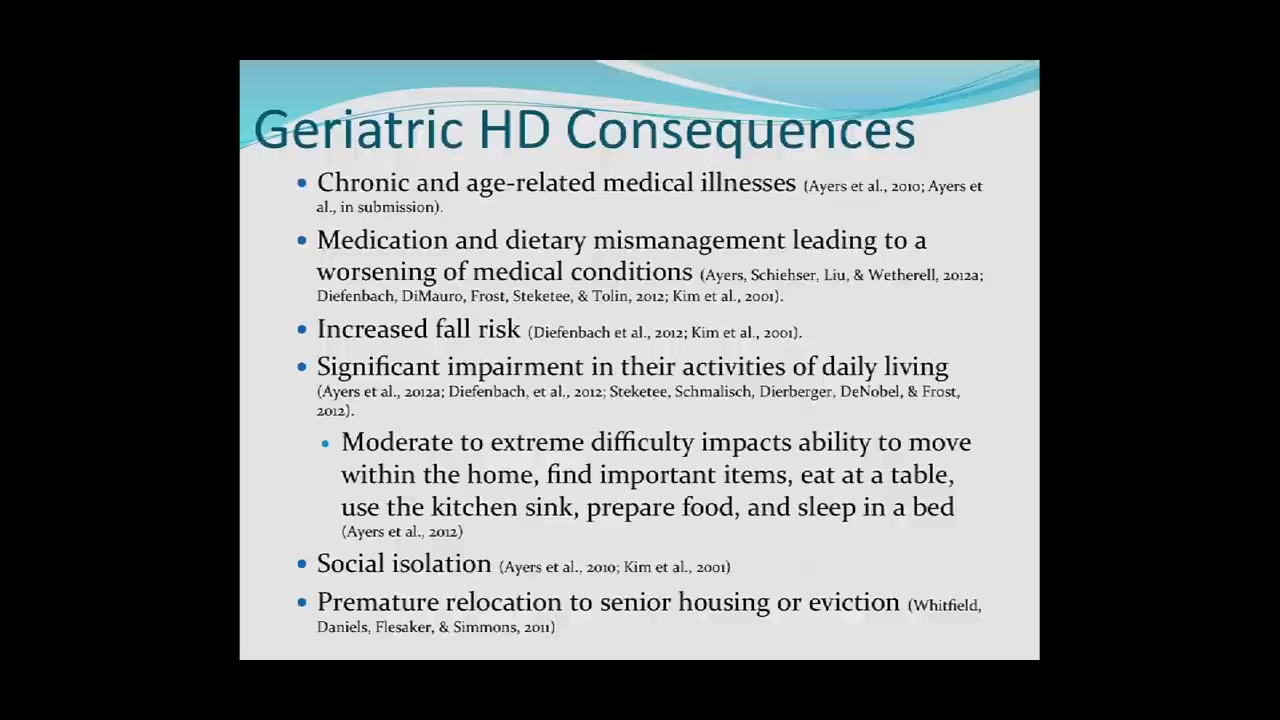 Geriatric HD Consequences
• Chronic and age-related medical illnesses (Ayers et al., 2010; Ayers et
al., in submission).
• Medication and dietary mismanagement leading to a
worsening of medical conditions (Ayers, Schiehser, Liu, & Wetherell, 2012a;
Diefenbach, DiMauro, Frost, Steketee, & Tolin, 2012; Kim et al., 2001).
• Increased fall risk (Diefenbach et al., 2012; Kim et al., 2001).
• Significant impairment in their activities of daily living
(Ayers et al., 2012a; Diefenbach, et al., 2012; Steketee, Schmalisch, Dierberger, DeNobel, & Frost,
2012).
• Moderate to extreme difficulty impacts ability to move
within the home, find important items, eat at a table,
use the kitchen sink, prepare food, and sleep in a bed
(Ayers et al., 2012)
• Social isolation (Ayers et al., 2010; Kim et al., 2001)
• Premature relocation to senior housing or eviction (Whitfield,
Daniels, Flesaker, & Simmons, 2011)